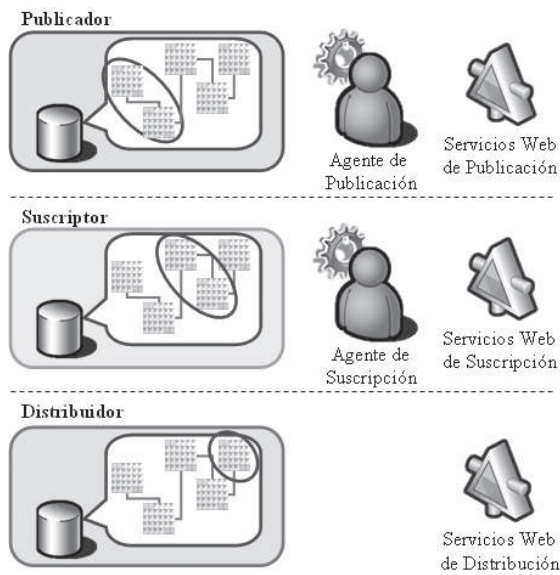 Publicador
Agente de
Publicación
Servicios Web
de Publicación
Suscriptor
Agente de
Suscripción
Servicios Web
de Suscripción
Distribuidor
Servicios Web
de Distribución